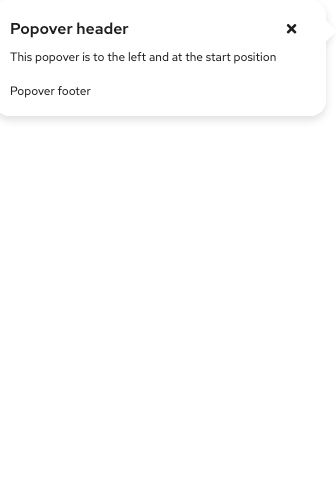 Popover header
This popover is to the left and at the start position
Popover footer